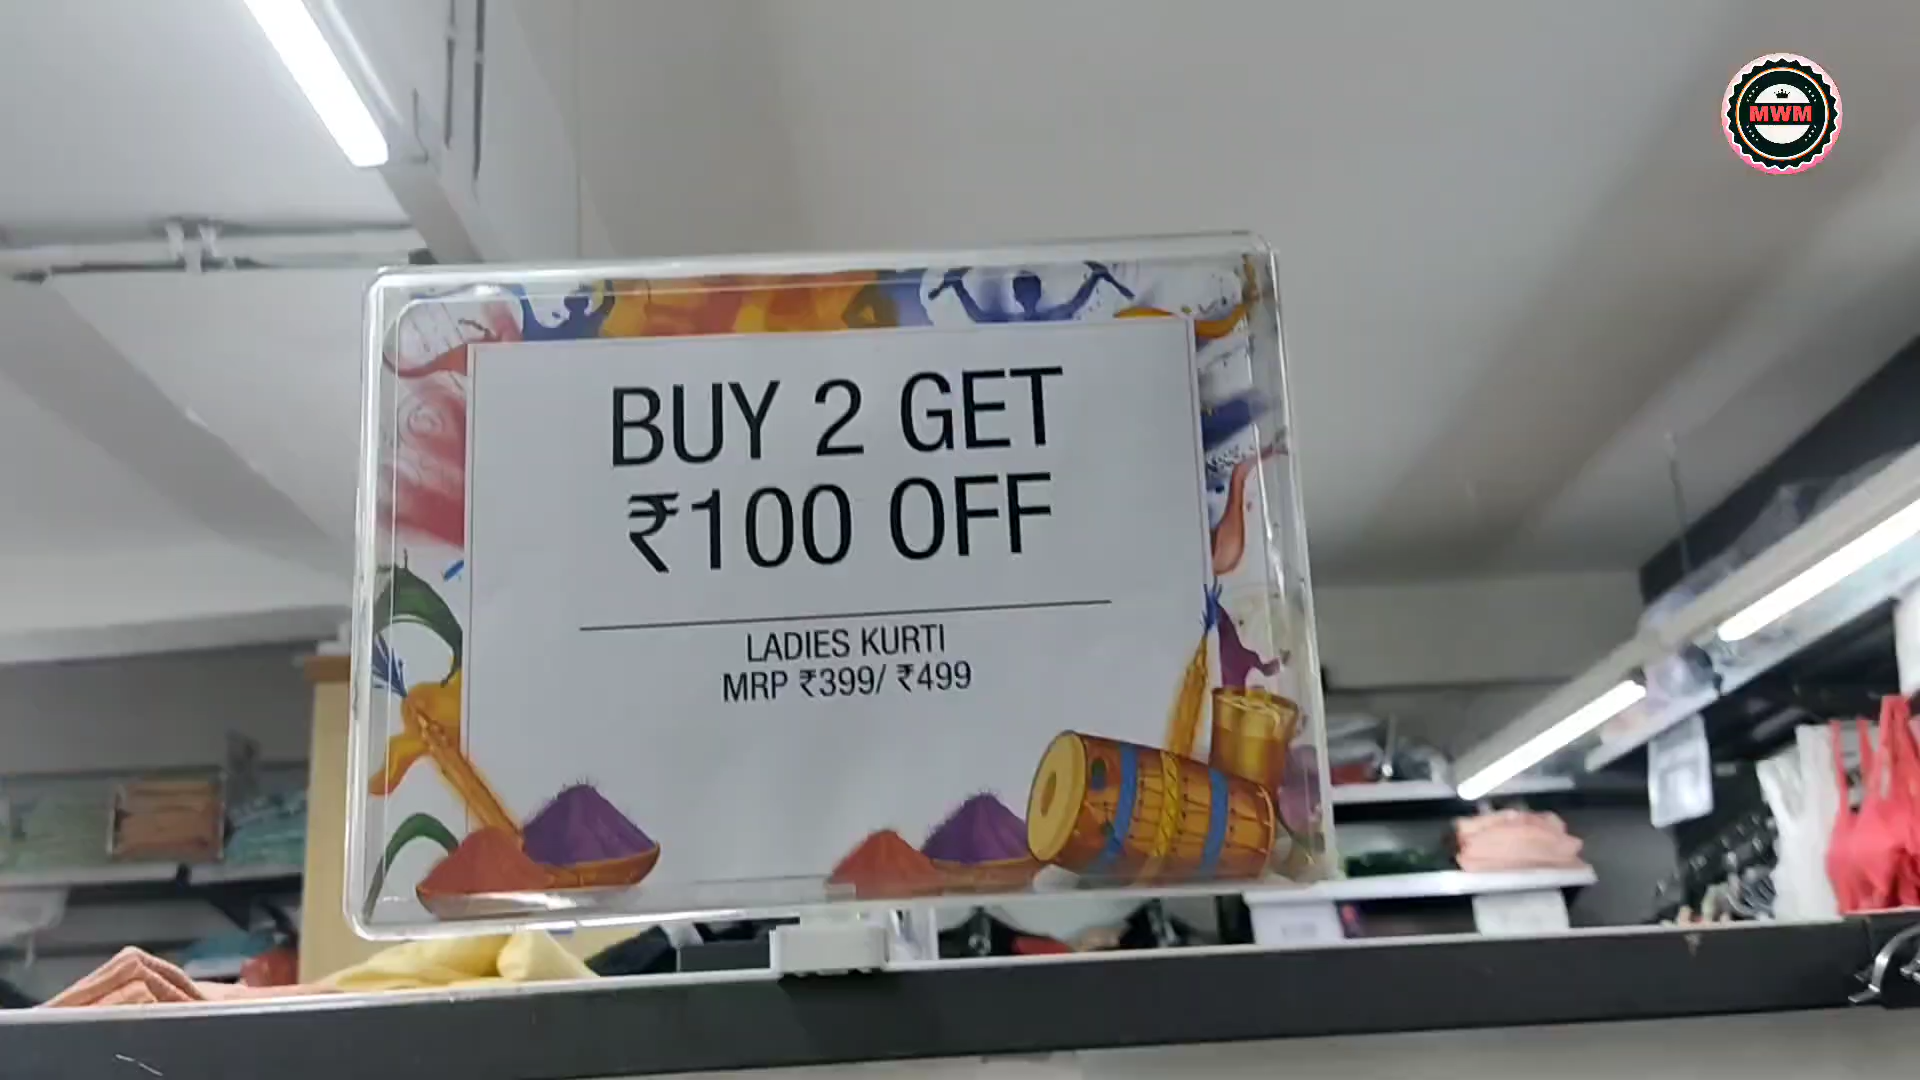 MWM
BUY 2 GET
₹100 OFF
LADIES KURTI
MRP ₹399/ ₹499